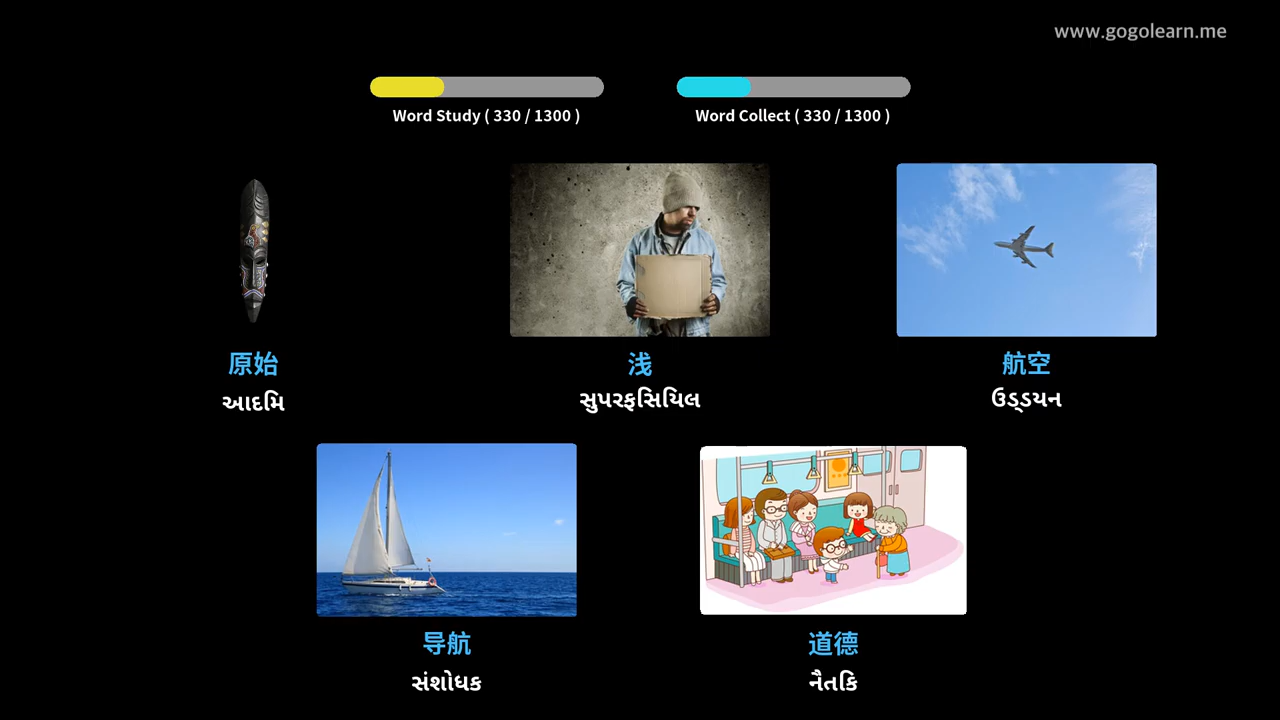 www.gogolearn.me
Word Study ( 330 / 1300 )
Word Collect ( 330 / 1300 )
原始
આદમિ
浅
સુપરફસિયિલ
航空
ઉડ્ડયન
导航
સંશોધક
道德
નૈતકિ